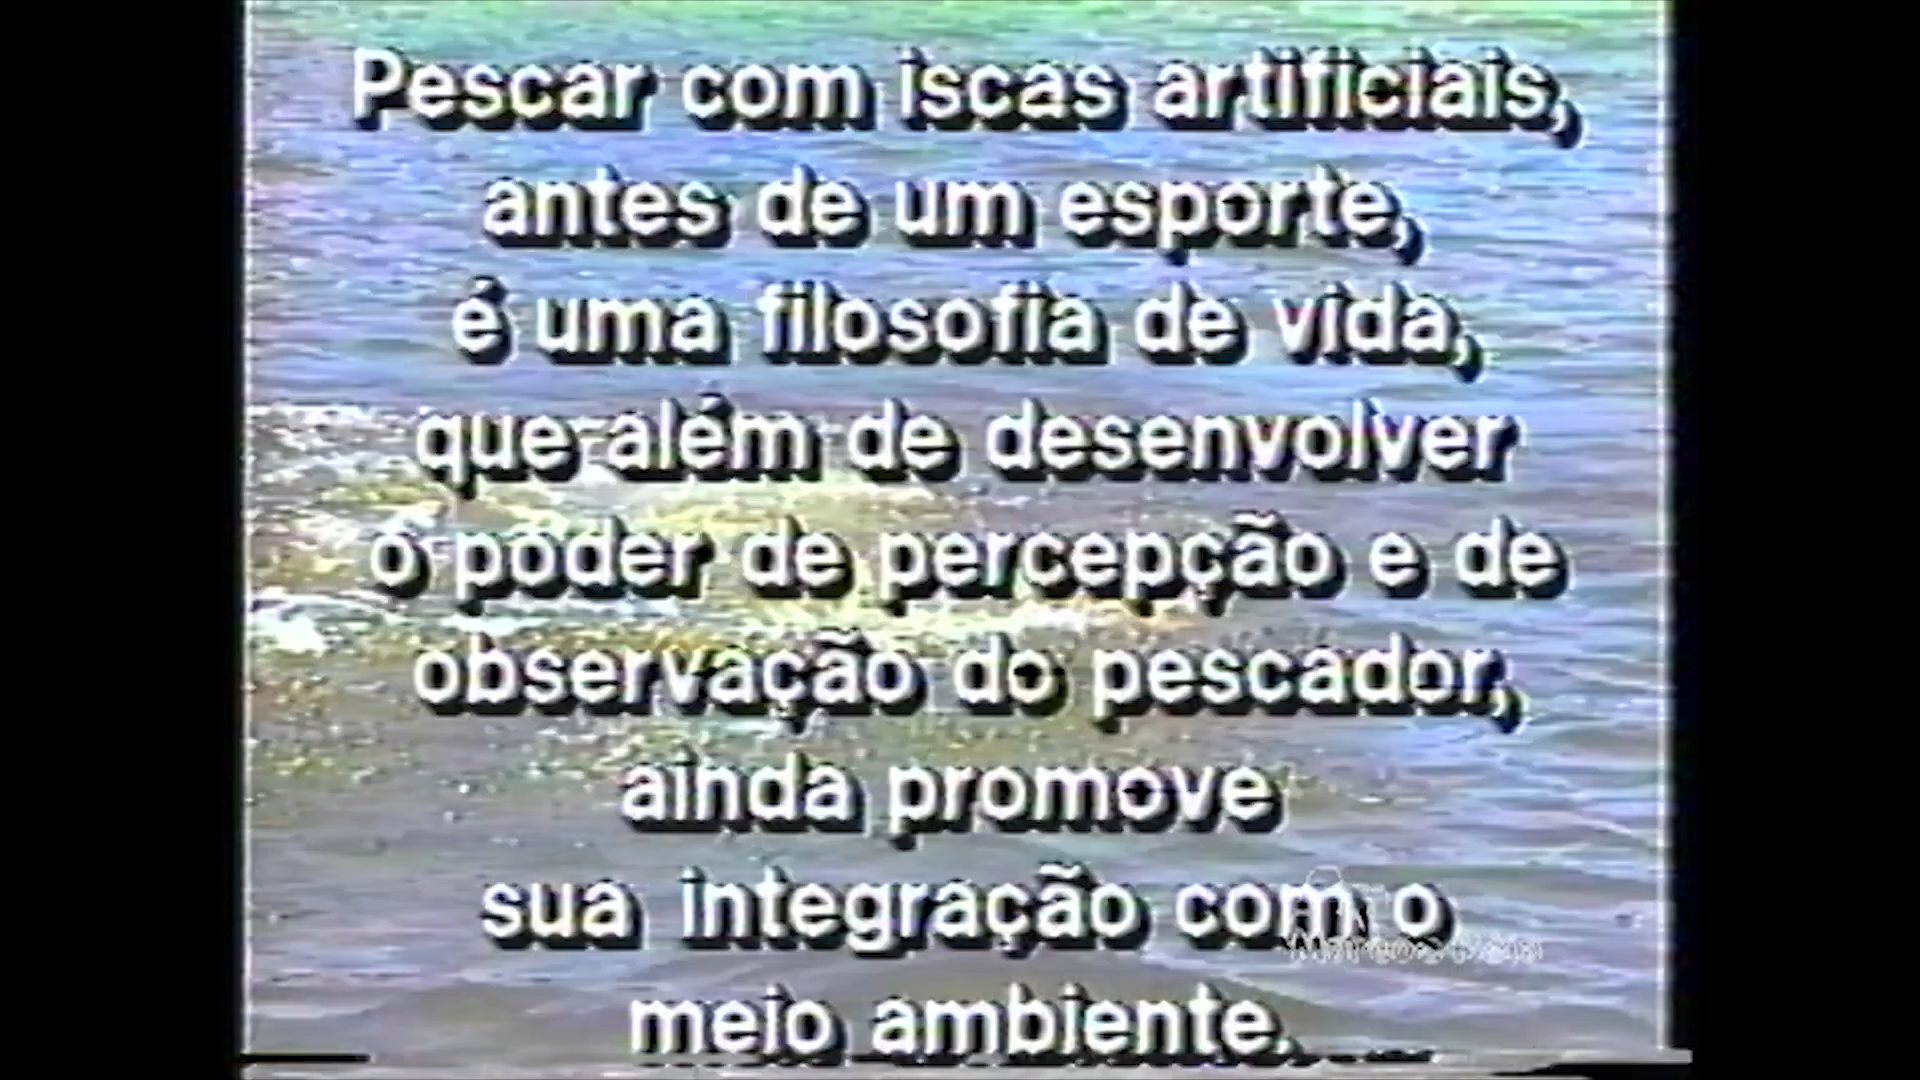 Pescar com iscas artificiais,
antes de um esporte,
é uma filosofia de vida,
que além de desenvolver
o poder de percepção e de
observação do pescador,
ainda promove
sua integração com o
meio ambiente.